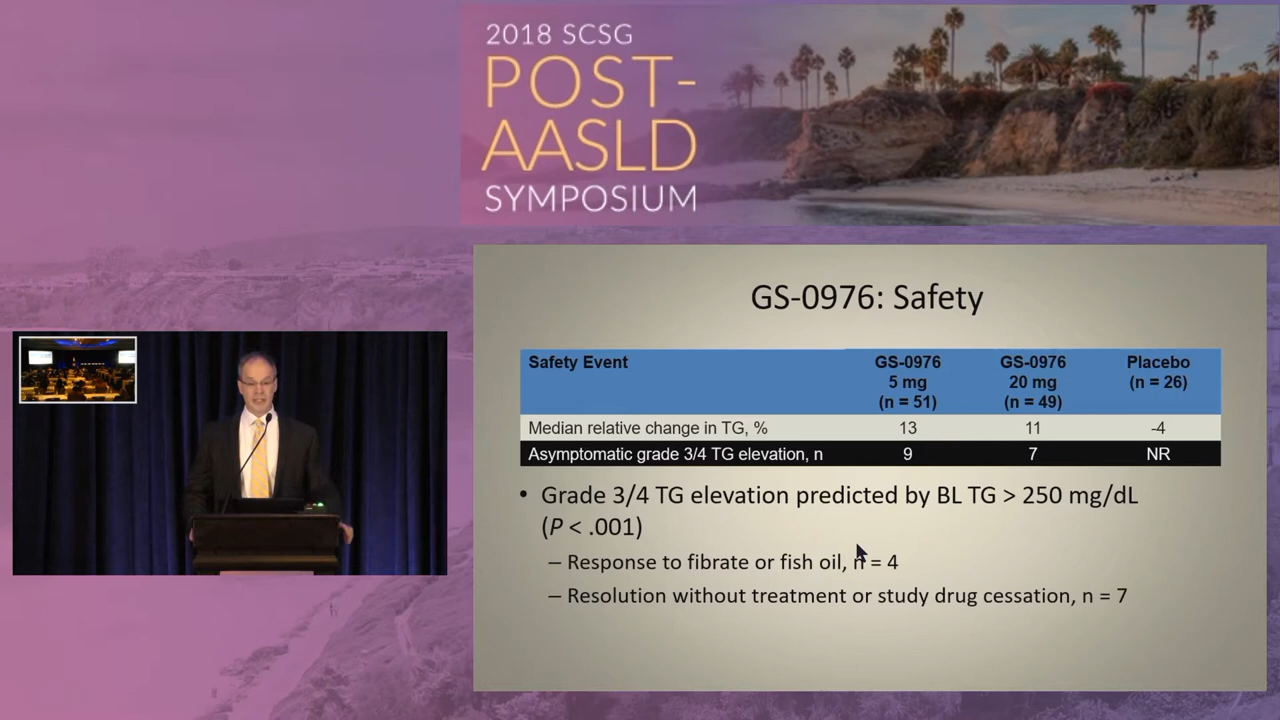 2018 SCSG
POST-
AASLD
SYMPOSIUM
GS-0976: Safety
Safety Event GS-0976 5 mg (n = 51) GS-0976 20 mg (n = 49) Placebo (n = 26)
Median relative change in TG, % 13 11 -4
Asymptomatic grade 3/4 TG elevation, n 9 7 NR
• Grade 3/4 TG elevation predicted by BL TG > 250 mg/dL
(P < .001)
– Response to fibrate or fish oil, n = 4
– Resolution without treatment or study drug cessation, n = 7